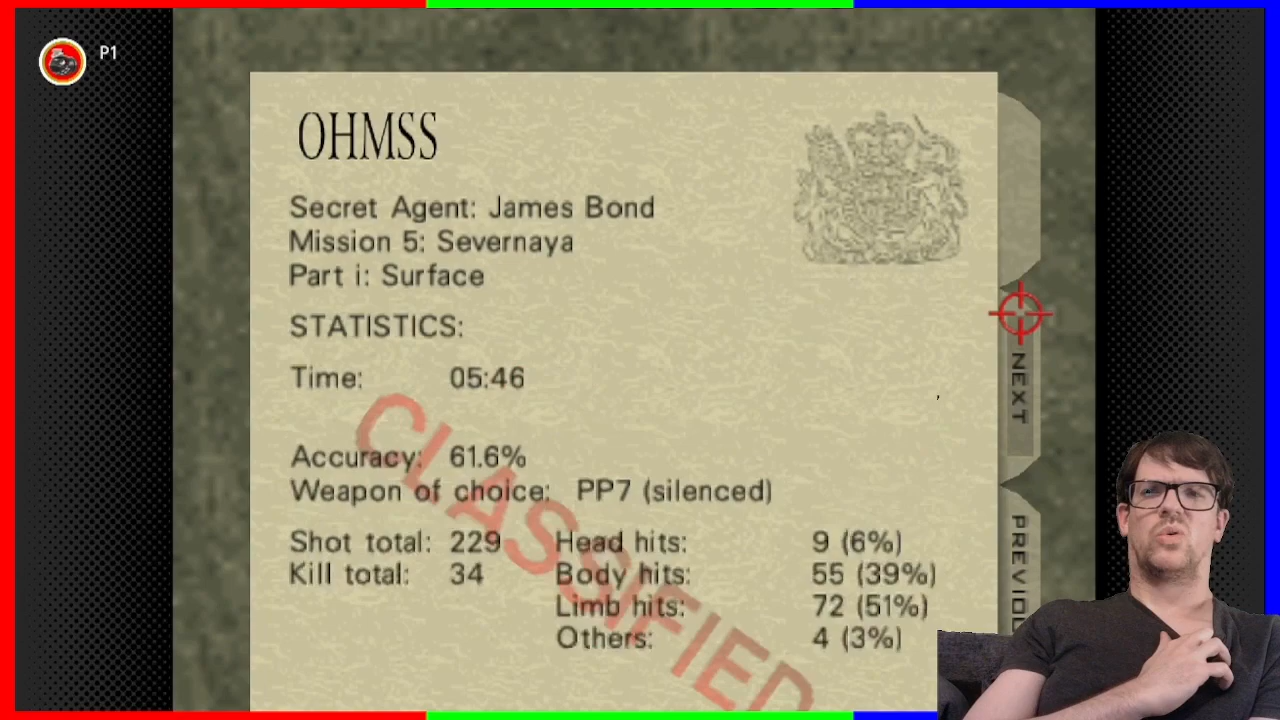 P1
OHMSS
Secret Agent: James Bond
Mission 5: Severnaya
Part i: Surface
STATISTICS:
Time: 05:46
Accuracy: 61.6%
Weapon of choice: PP7 (silenced)
Shot total: 229 Head hits: 9 (6%)
Kill total: 34 Body hits: 55 (39%)
Limb hits: 72 (51%)
Others: 4 (3%)
CLASSIFIED
NEXT